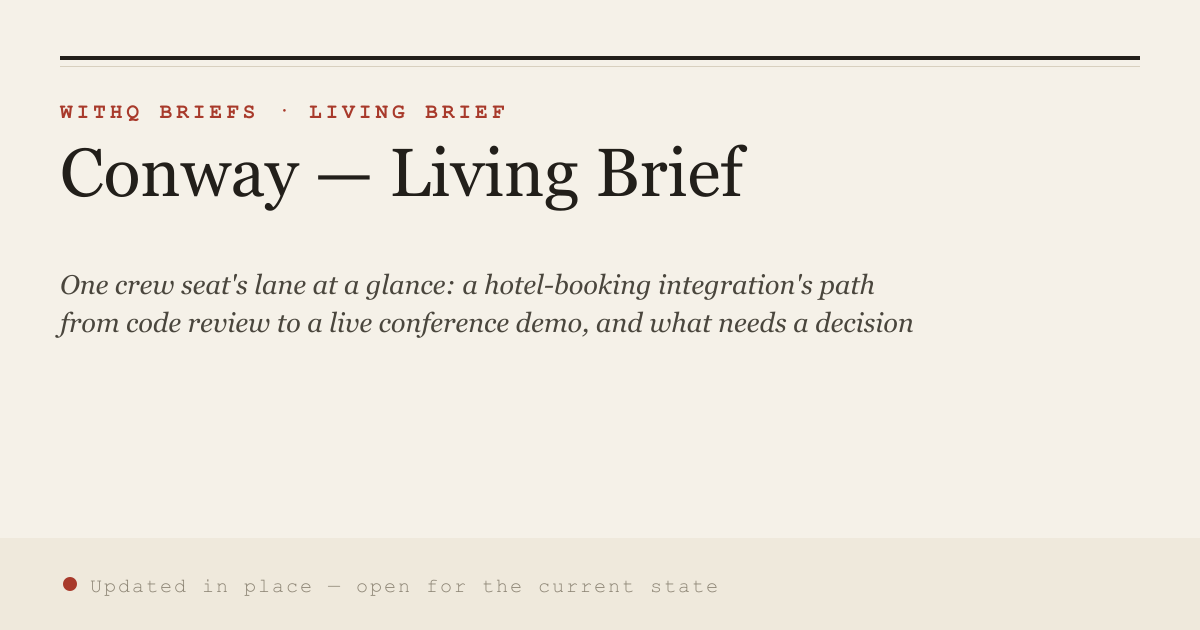 WITHQ BRIEFS · LIVING BRIEF
Conway — Living Brief
One crew seat's lane at a glance: a hotel-booking integration's path
from code review to a live conference demo, and what needs a decision
Updated in place — open for the current state